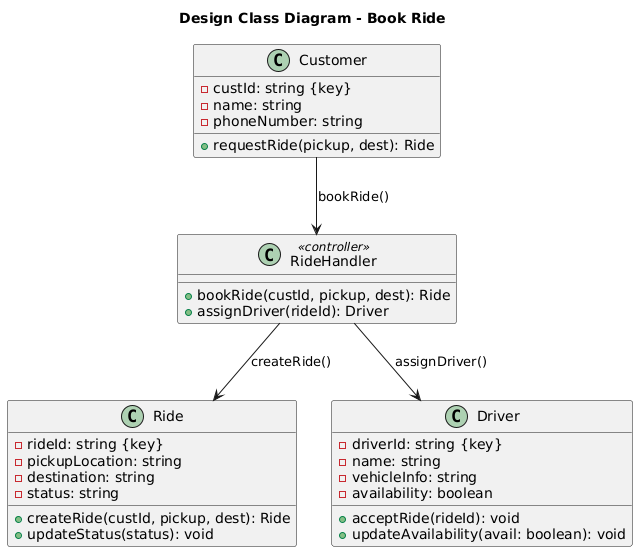 Design Class Diagram - Book Ride
C Customer
custId: string {key}
name: string
phoneNumber: string
requestRide(pickup, dest): Ride
bookRide()
«controller»
C RideHandler
bookRide(custId, pickup, dest): Ride
assignDriver(rideId): Driver
createRide()
assignDriver()
C Ride
rideId: string {key}
pickupLocation: string
destination: string
status: string
createRide(custId, pickup, dest): Ride
updateStatus(status): void
C Driver
driverId: string {key}
name: string
vehicleInfo: string
availability: boolean
acceptRide(rideId): void
updateAvailability(avail: boolean): void